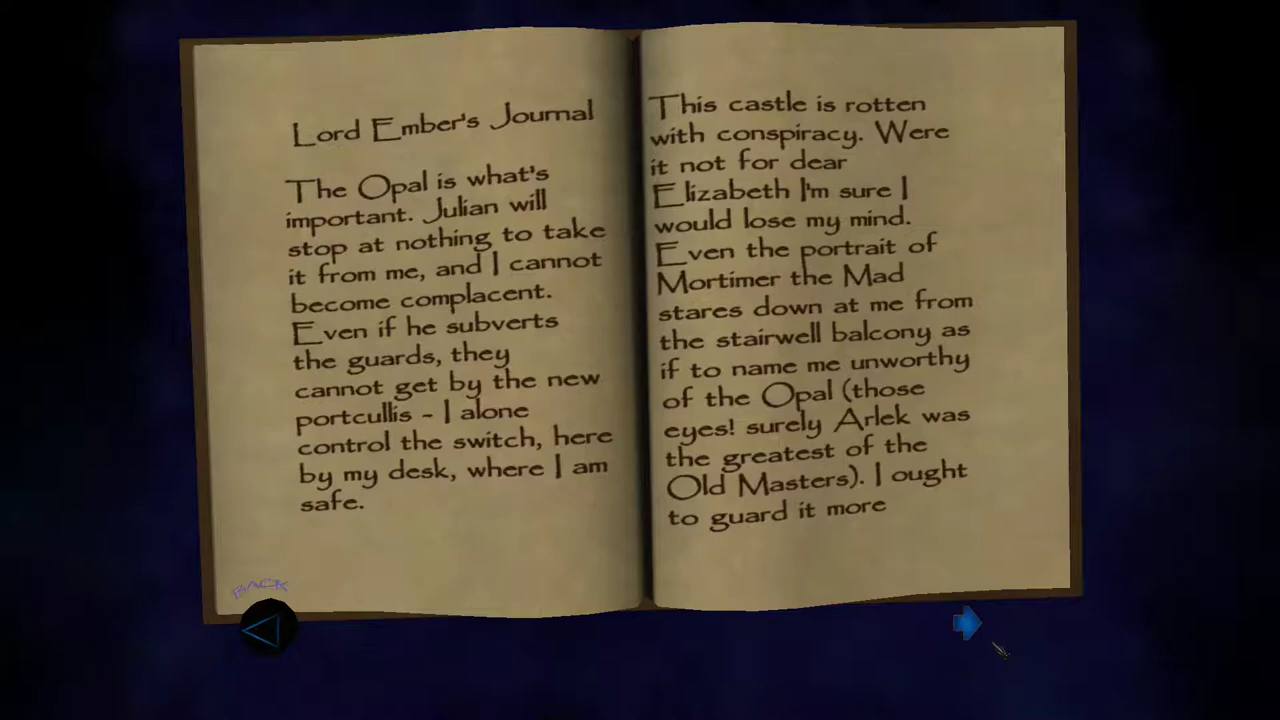 Lord Ember's Journal
The Opal is what's
important. Julian will
stop at nothing to take
it from me, and I cannot
become complacent.
Even if he subverts
the guards, they
cannot get by the new
portcullis - I alone
control the switch, here
by my desk, where I am
safe.
BACK
This castle is rotten
with conspiracy. Were
it not for dear
Elizabeth I'm sure I
would lose my mind.
Even the portrait of
Mortimer the Mad
stares down at me from
the stairwell balcony as
if to name me unworthy
of the Opal (those
eyes! surely Arlek was
the greatest of the
Old Masters). I ought
to guard it more